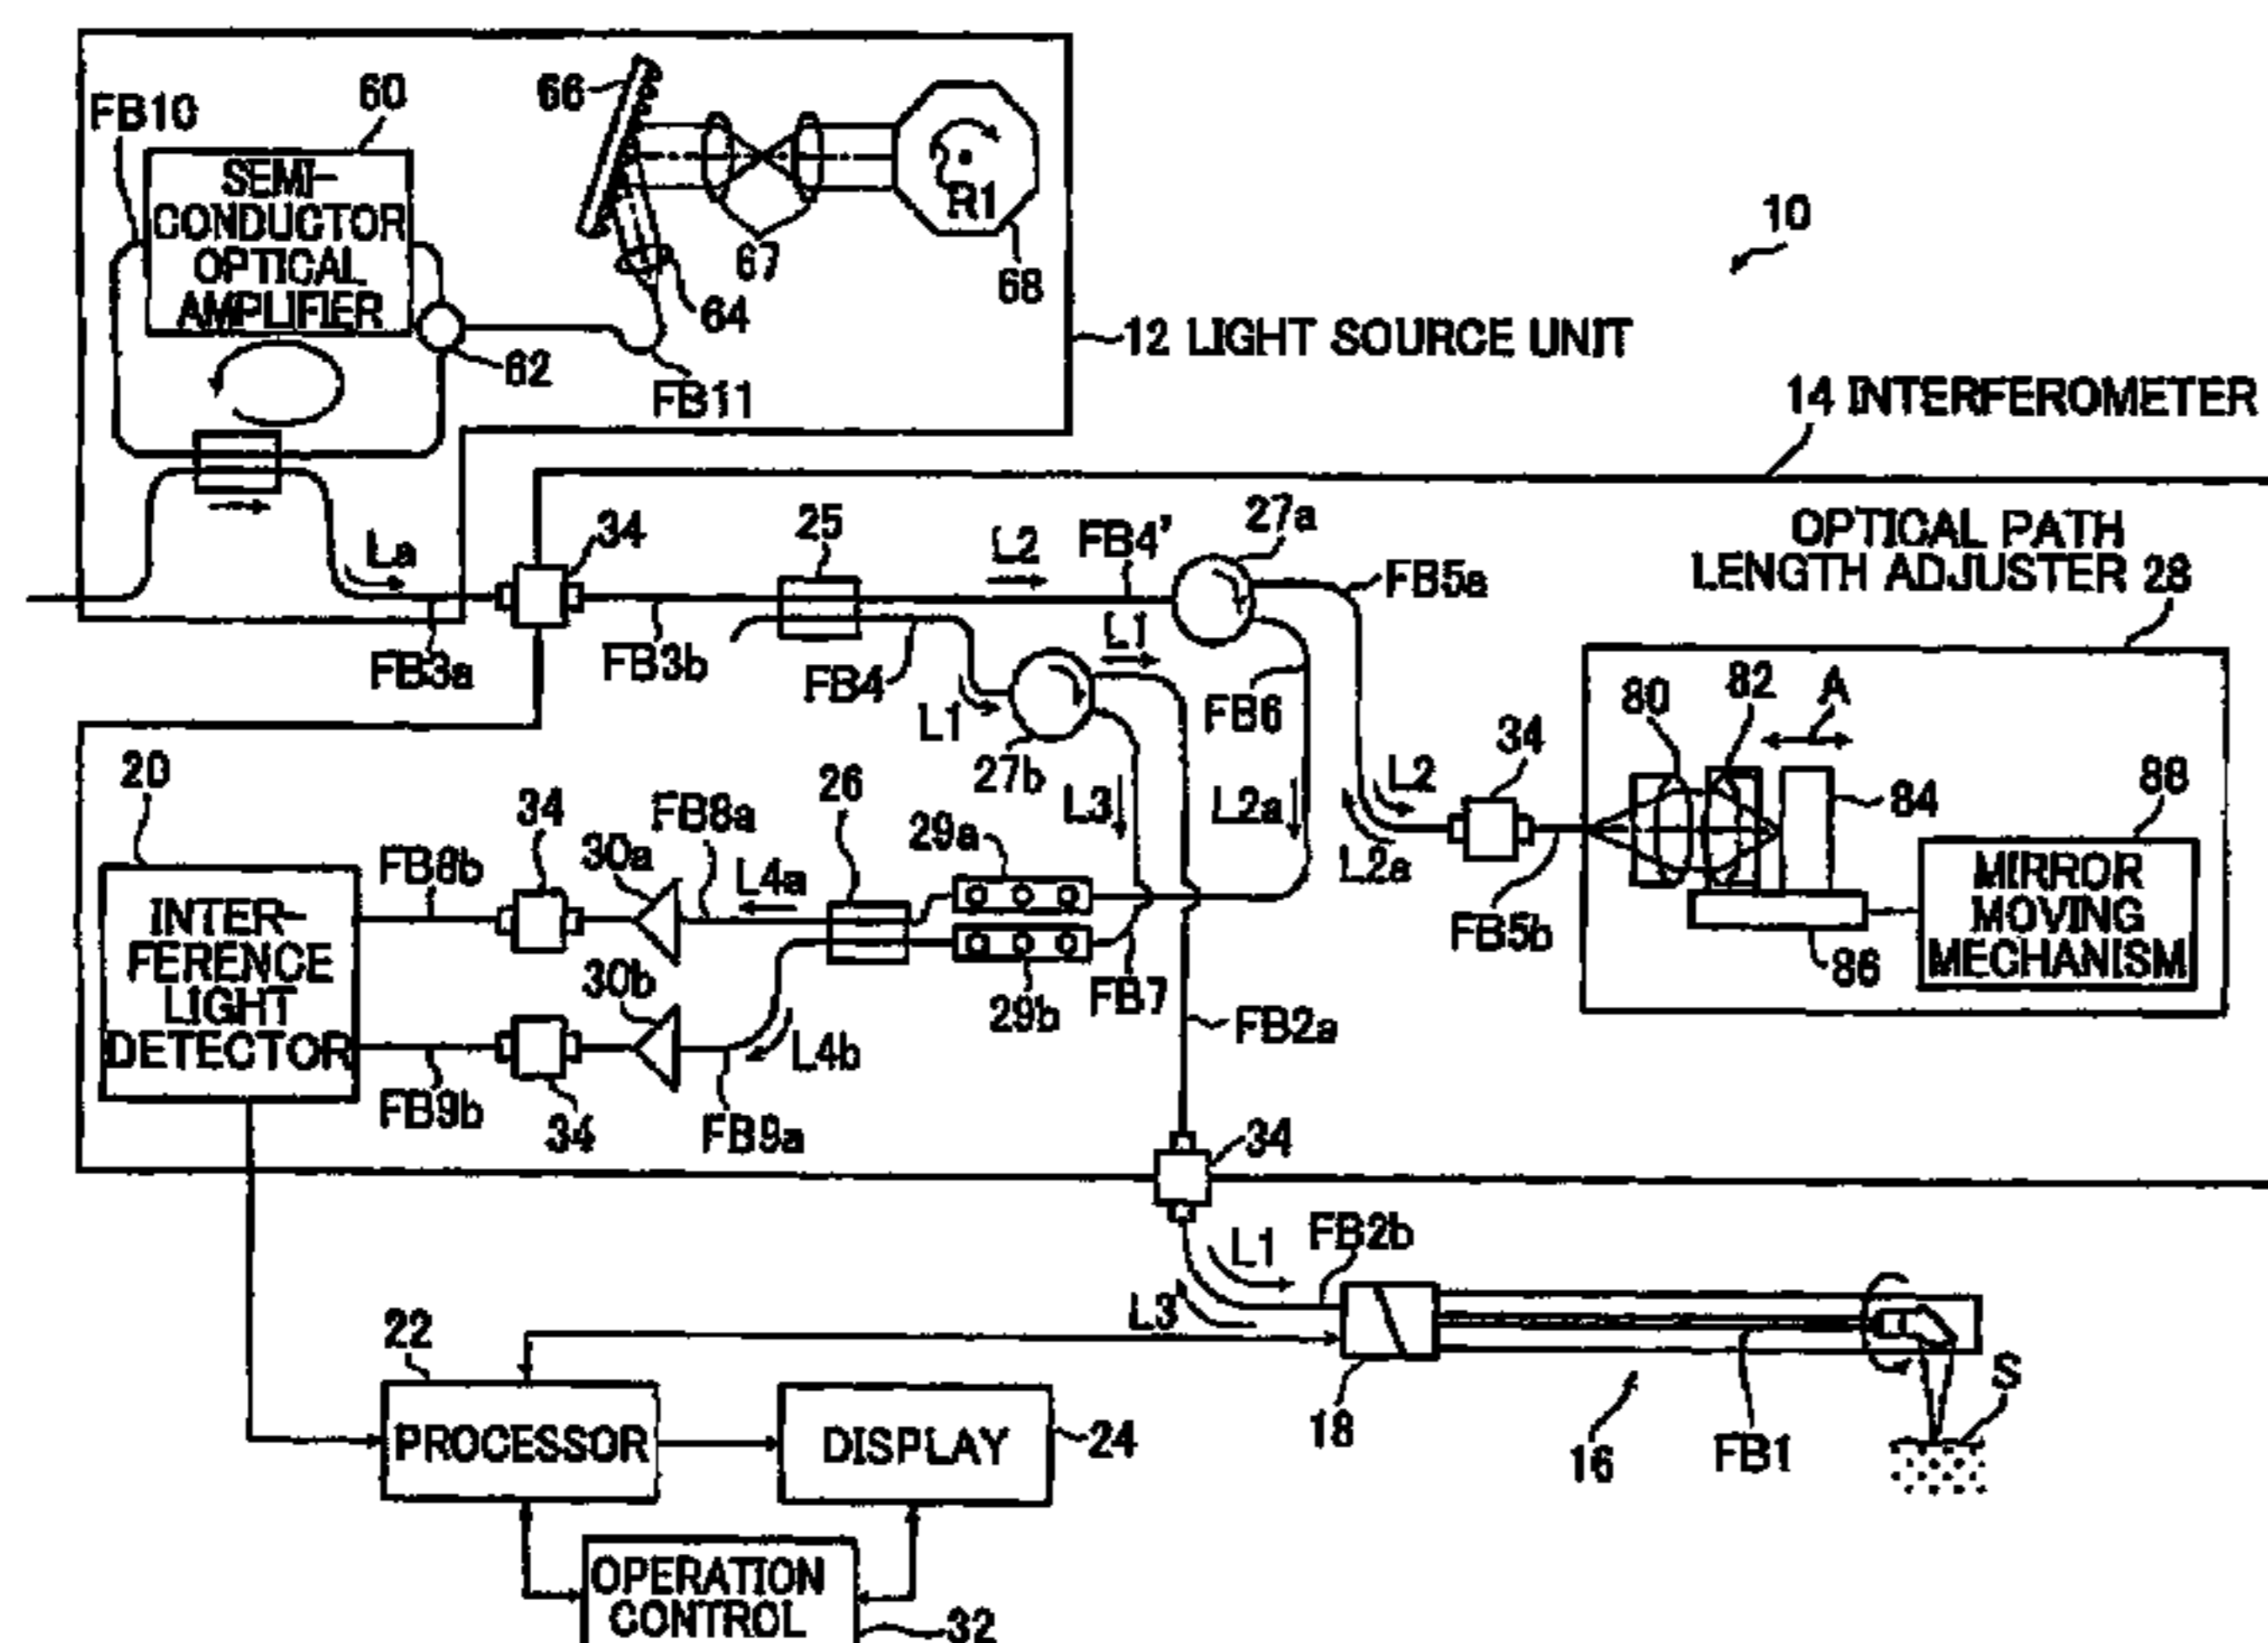 FB10
60
66
SEMI-
CONDUCTOR
OPTICAL
AMPLIFIER
R1
67
68
64
62
FB11
10
12 LIGHT SOURCE UNIT
14 INTERFEROMETER
La
34
25
L2
FB4'
27a
FB5a
OPTICAL PATH
LENGTH ADJUSTER 28
FB3a
FB3b
FB4
L1
L1
27b
FB6
80
82
A
34
L2
84
88
20
34
30a
FB8a
26
29a
L3
L2a
L2a
FB8b
L4a
INTER-
FERENCE
LIGHT
DETECTOR
30b
29b
FB7
FB2a
FB5b
86
MIRROR
MOVING
MECHANISM
L4b
FB9b
34
FB9a
34
L1
FB2b
L3
22
18
16
FB1
S
PROCESSOR
DISPLAY
24
OPERATION
CONTROL
32